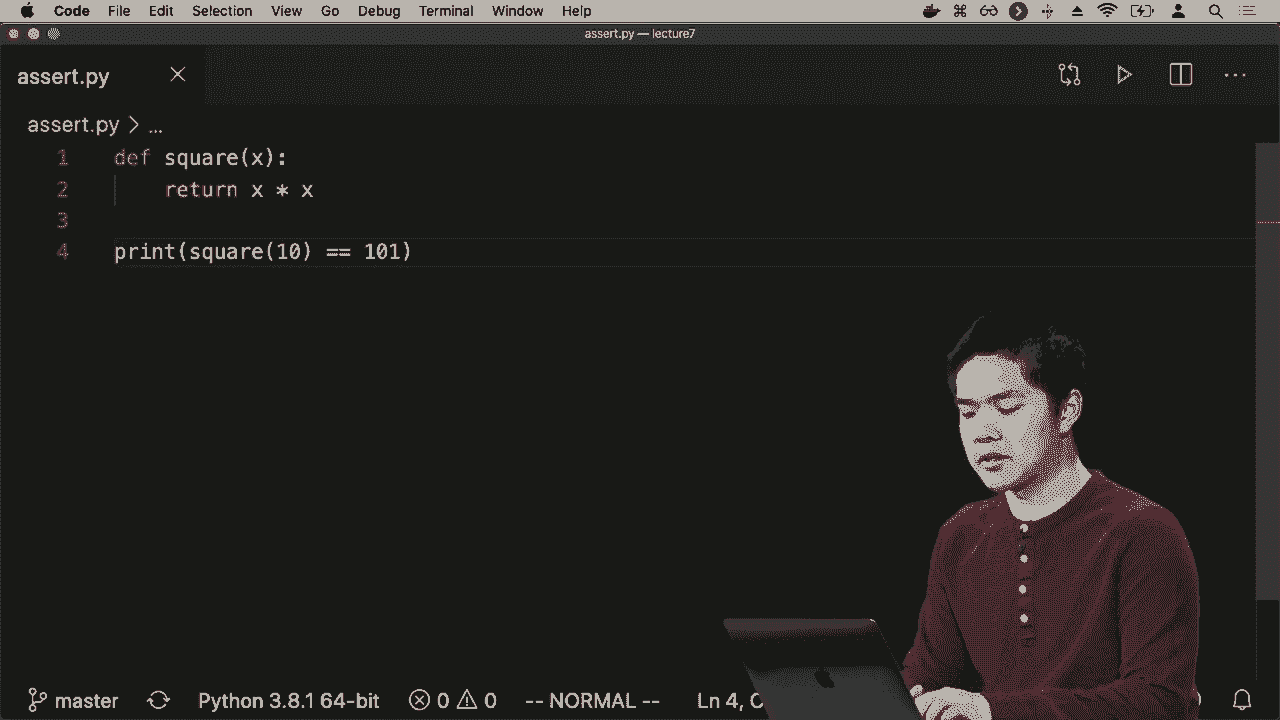 Code File Edit Selection View Go Debug Terminal Window Help
assert.py — lecture7
assert.py
assert.py > ...
1 def square(x):
2 return x * x
3
4 print(square(10) == 101)
master Python 3.8.1 64-bit 0 0 -- NORMAL -- Ln 4,